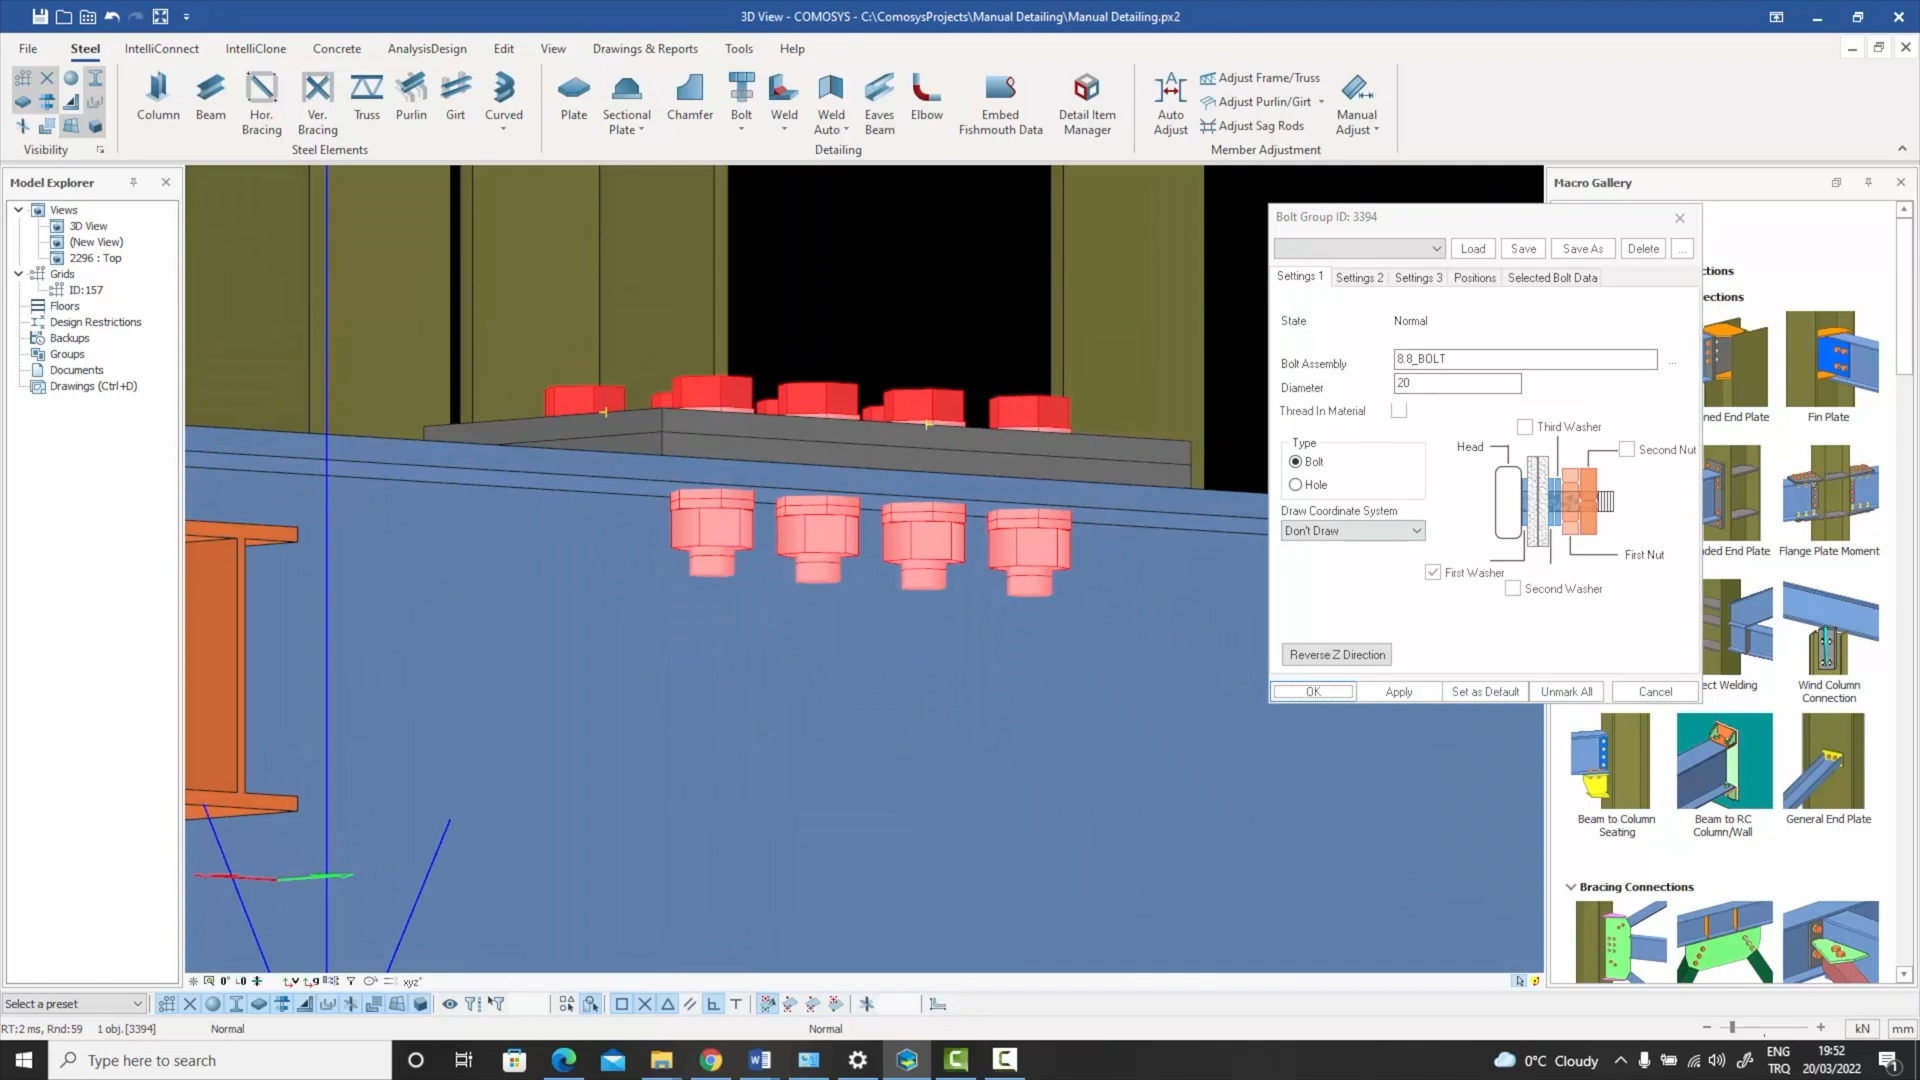 3D View - COMOSYS - C:\ComosysProjects\Manual Detailing\Manual Detailing.px2
File
Steel
IntelliConnect
IntelliClone
Concrete
AnalysisDesign
Edit
View
Drawings & Reports
Tools
Help
Visibility
Column
Beam
Hor.
Bracing
Ver.
Bracing
Truss
Purlin
Girt
Curved
Steel Elements
Plate
Sectional
Plate
Chamfer
Bolt
Weld
Weld
Auto
Eaves
Beam
Elbow
Embed
Fishmouth Data
Detail Item
Manager
Detailing
Auto
Adjust
Adjust Frame/Truss
Adjust Purlin/Girt
Adjust Sag Rods
Manual
Adjust
Member Adjustment
Model Explorer
Views
3D View
(New View)
2296 : Top
Grids
ID:157
Floors
Design Restrictions
Backups
Groups
Documents
Drawings (Ctrl+D)
Bolt Group ID: 3394
Load
Save
Save As
Delete
...
Settings 1
Settings 2
Settings 3
Positions
Selected Bolt Data
State
Normal
Bolt Assembly
8.8_BOLT
...
Diameter
20
Thread In Material
Type
Bolt
Hole
Draw Coordinate System
Don't Draw
Third Washer
Head
Second Nut
First Nut
First Washer
Second Washer
Reverse Z Direction
OK
Apply
Set as Default
Unmark All
Cancel
Macro Gallery
ctions
ections
ned End Plate
Fin Plate
ded End Plate
Flange Plate Moment
ect Welding
Wind Column
Connection
Beam to Column
Seating
Beam to RC
Column/Wall
General End Plate
Bracing Connections
xyz
Select a preset
RT:2 ms, Rnd:59
1 obj.[3394]
Normal
Normal
kN
mm
Type here to search
0°C Cloudy
ENG
TRQ
19:52
20/03/2022
1